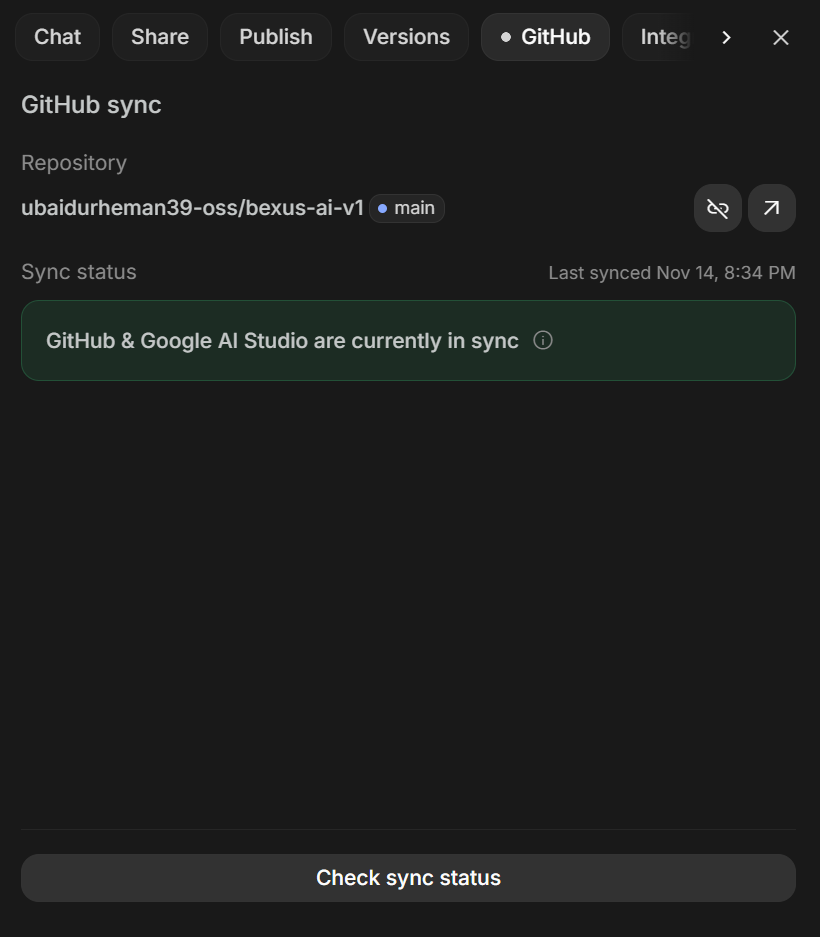 Chat Share Publish Versions GitHub Integ
GitHub sync
Repository
ubaidurheman39-oss/bexus-ai-v1 main
Sync status Last synced Nov 14, 8:34 PM
GitHub & Google AI Studio are currently in sync
Check sync status